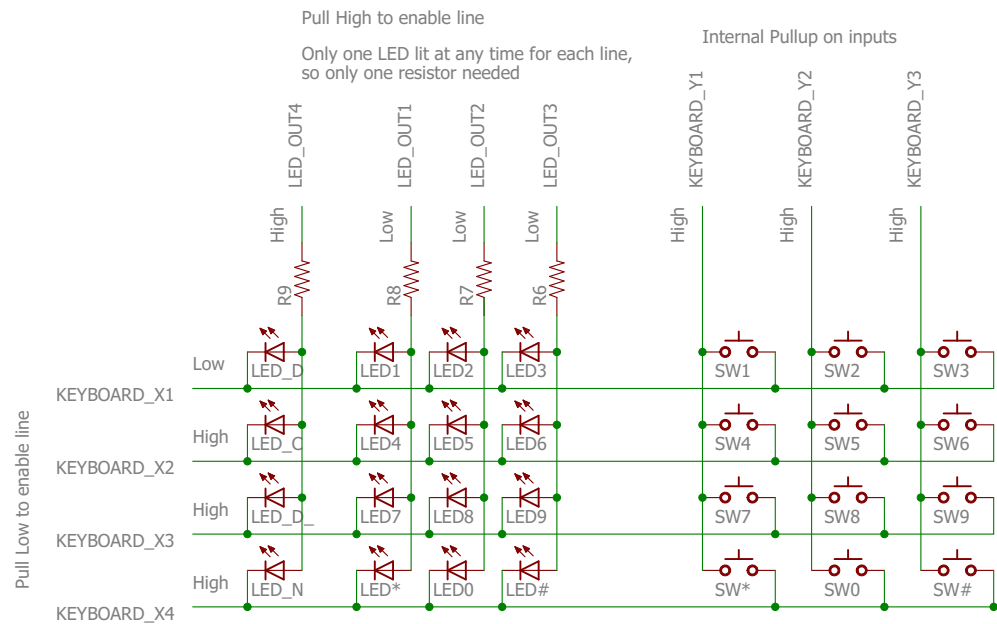 Pull High to enable line
Only one LED lit at any time for each line,
so only one resistor needed
Internal Pullup on inputs
LED_OUT4
LED_OUT1
LED_OUT2
LED_OUT3
KEYBOARD_Y1
KEYBOARD_Y2
KEYBOARD_Y3
High
Low
Low
Low
High
High
High
R9
R8
R7
R6
Low
LED_D
LED1
LED2
LED3
SW1
SW2
SW3
KEYBOARD_X1
High
LED_C
LED4
LED5
LED6
SW4
SW5
SW6
KEYBOARD_X2
High
LED_D_
LED7
LED8
LED9
SW7
SW8
SW9
KEYBOARD_X3
High
LED_N
LED*
LED0
LED#
SW*
SW0
SW#
KEYBOARD_X4
Pull Low to enable line